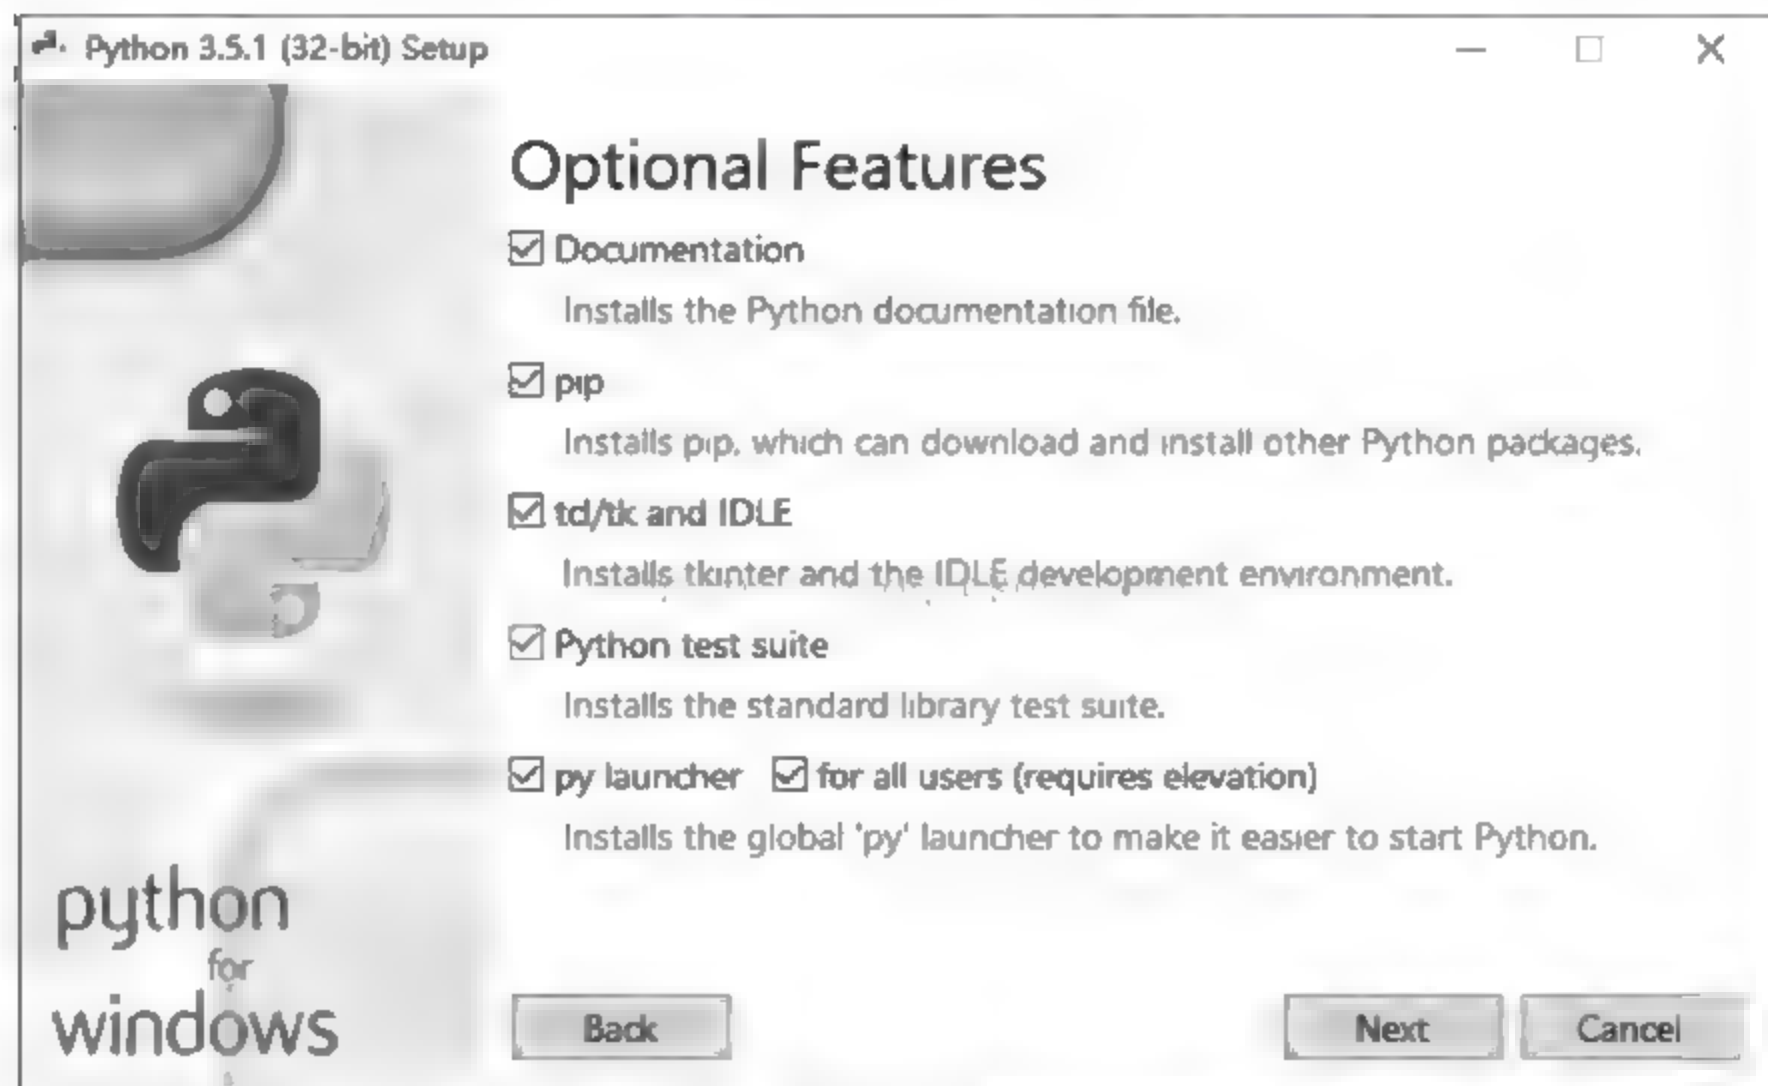 Python 3.5.1 (32-bit) Setup
Optional Features
Documentation
Installs the Python documentation file.
pip
Installs pip, which can download and install other Python packages.
tcl/tk and IDLE
Installs tkinter and the IDLE development environment.
Python test suite
Installs the standard library test suite.
py launcher for all users (requires elevation)
Installs the global 'py' launcher to make it easier to start Python.
python
for
windows
Back Next Cancel